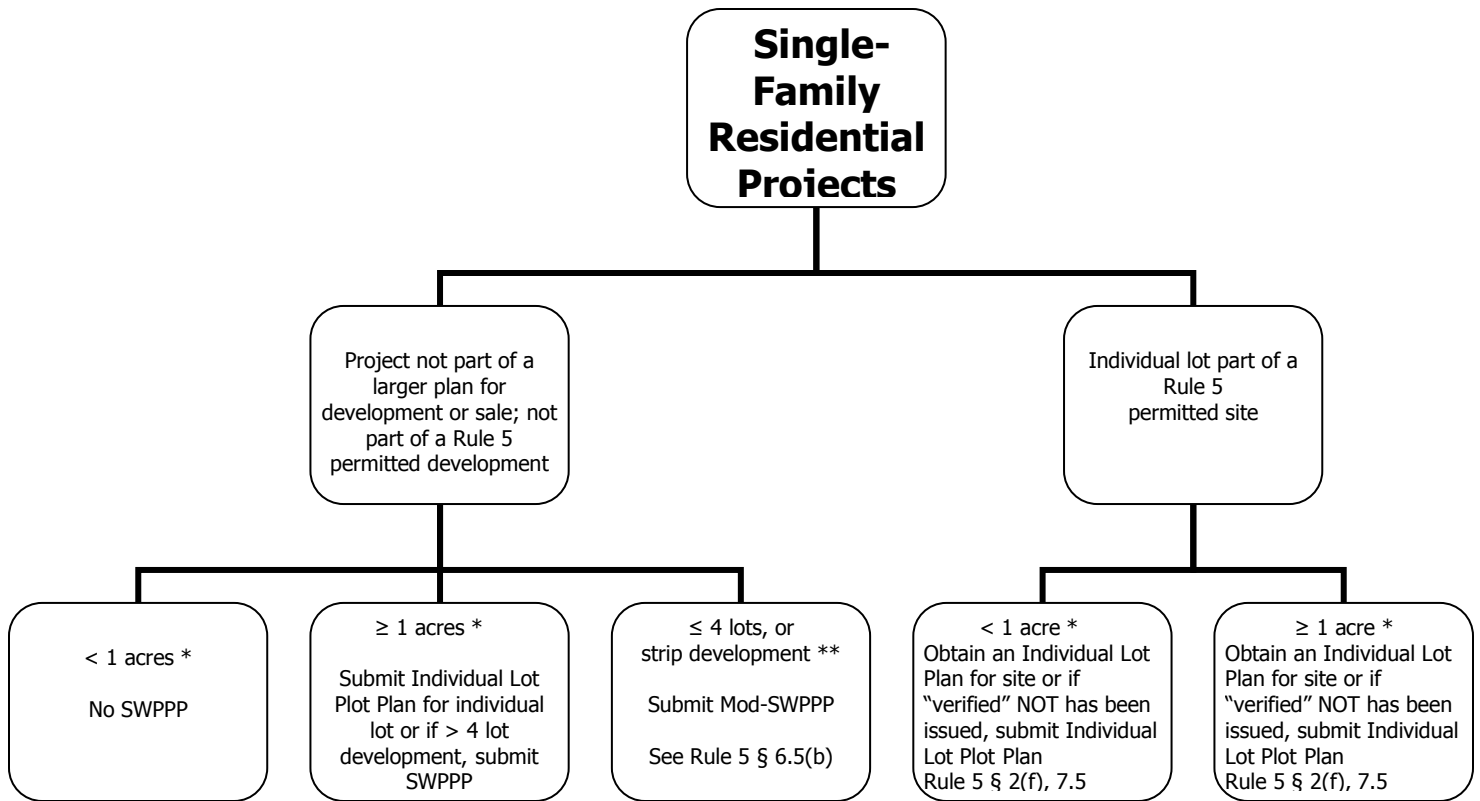 Single-
Family
Residential
Projects
Project not part of a
larger plan for
development or sale; not
part of a Rule 5
permitted development
Individual lot part of a
Rule 5
permitted site
< 1 acres *
No SWPPP
≥ 1 acres *
Submit Individual Lot
Plot Plan for individual
lot or if > 4 lot
development, submit
SWPPP
≤ 4 lots, or
strip development **
Submit Mod-SWPPP
See Rule 5 § 6.5(b)
< 1 acre *
Obtain an Individual Lot
Plan for site or if
“verified” NOT has been
issued, submit Individual
Lot Plot Plan
Rule 5 § 2(f), 7.5
≥ 1 acre *
Obtain an Individual Lot
Plan for site or if
“verified” NOT has been
issued, submit Individual
Lot Plot Plan
Rule 5 § 2(f), 7.5